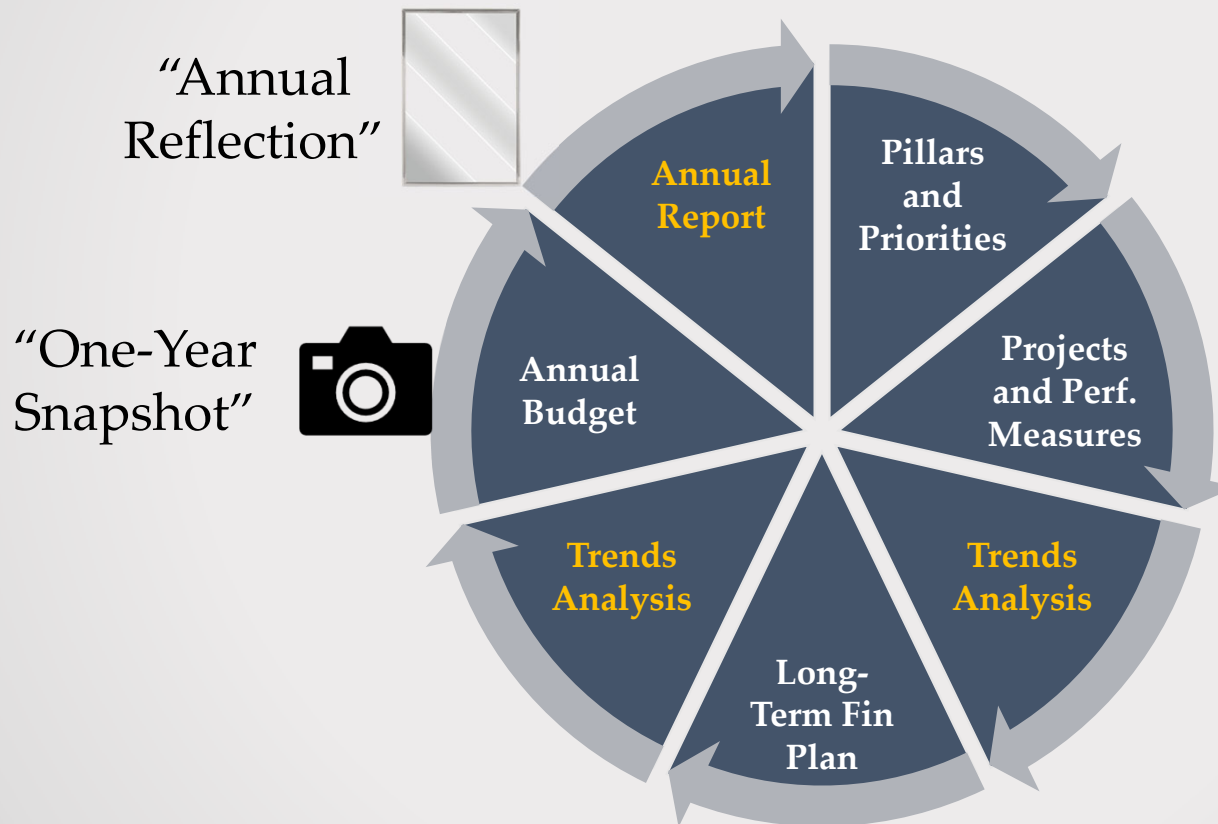 “Annual
Reflection”
“One-Year
Snapshot”
Annual
Report
Pillars
and
Priorities
Projects
and Perf.
Measures
Trends
Analysis
Long-
Term Fin
Plan
Trends
Analysis
Annual
Budget